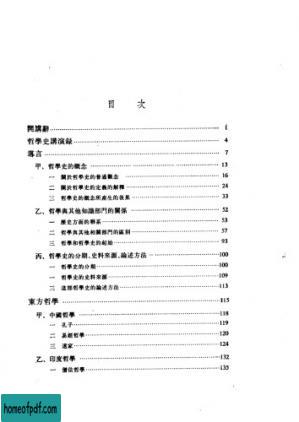 目次
開講辭 1
哲學史講演錄 4
導言 7
甲、哲學史的概念 13
一 關於哲學史的普通觀念 16
二 關於哲學史的定義的解釋 24
三 哲學史的概念所產生的後果 33
乙、哲學與其他知識部門的關係 52
一 歷史方面的聯系 53
二 哲學與其他相關部門的區別 57
三 哲學和哲學史的起始 93
丙、哲學史的分期、史料來源、論述方法 100
一 哲學史的分期 100
二 哲學史的史料來源 109
三 這部哲學史的論述方法 113
東方哲學 115
甲、中國哲學 118
一 孔子 119
二 易經哲學 120
三 道家 124
乙、印度哲學 132
一 僧佉哲學 135
homeofpdf.com